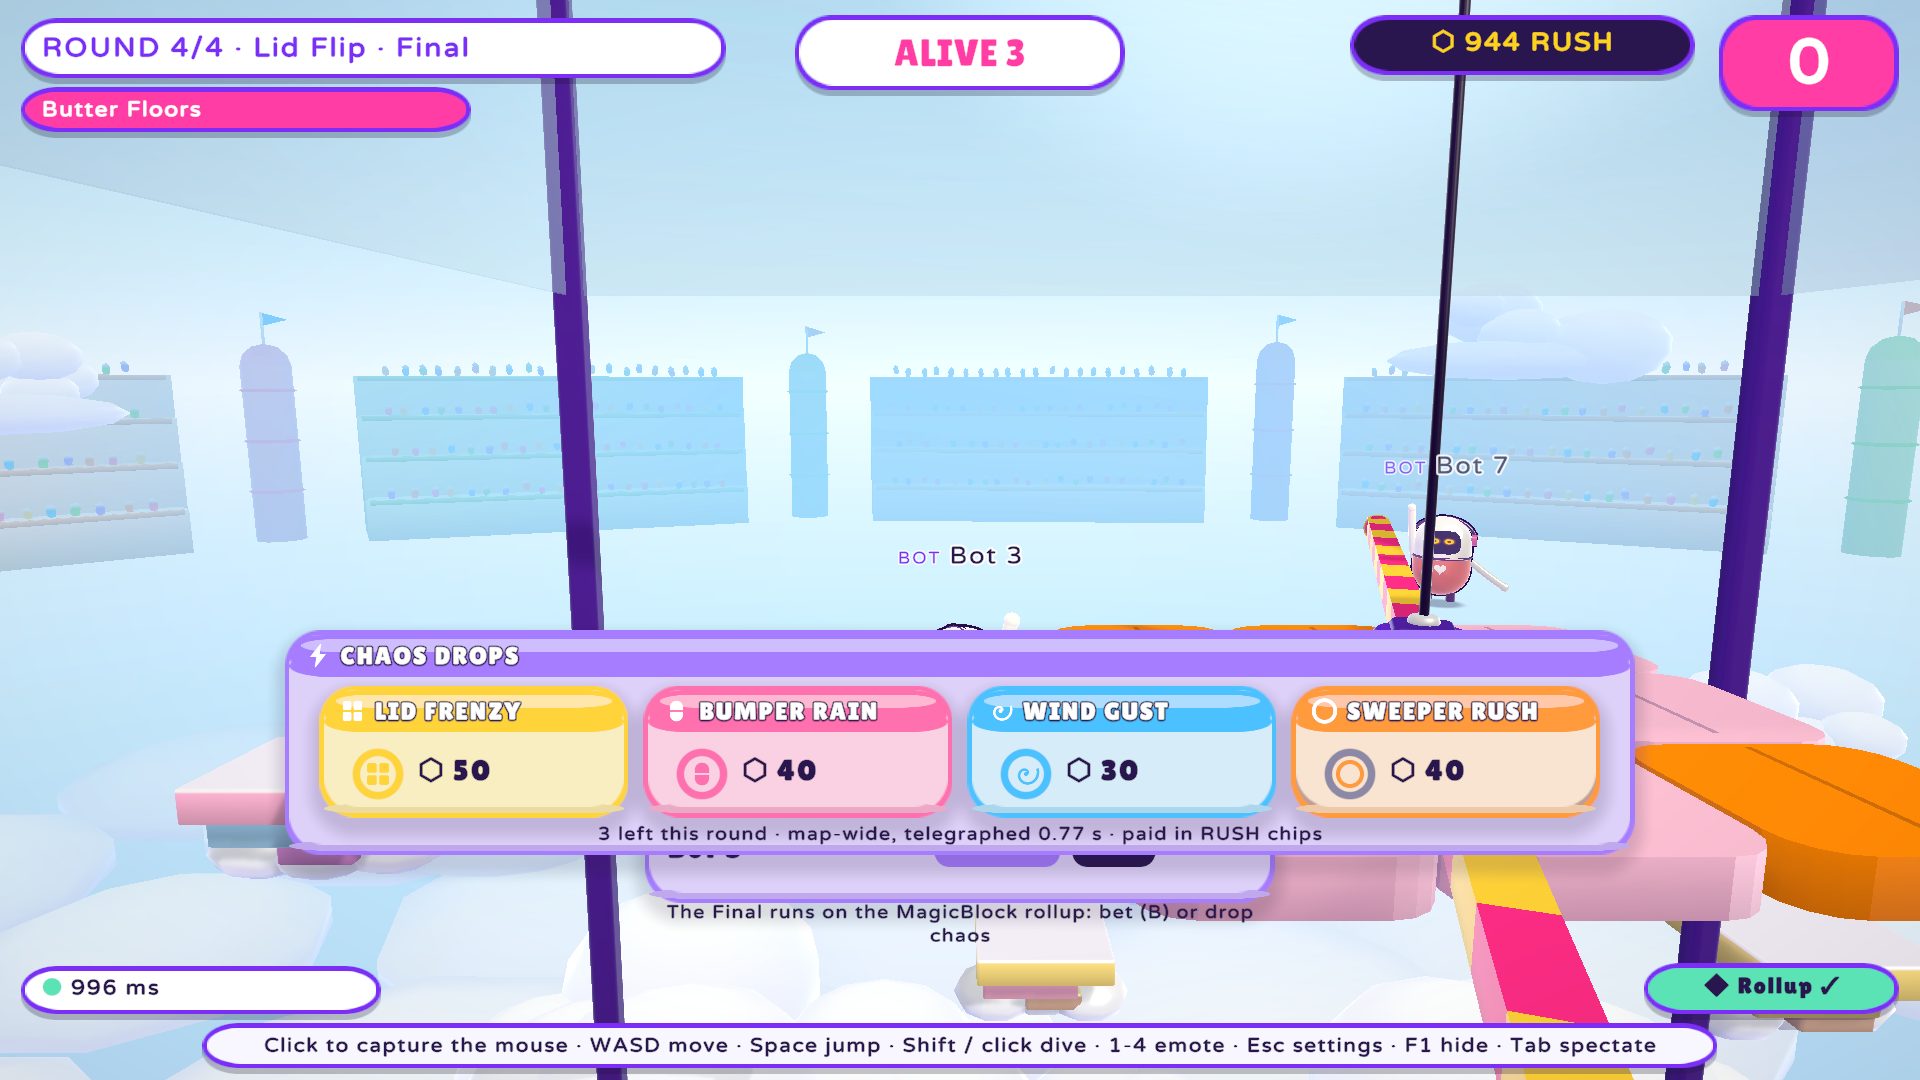 ROUND 4/4 · Lid Flip · Final
Butter Floors
ALIVE 3
944 RUSH
0
BOT Bot 7
BOT Bot 3
CHAOS DROPS
LID FRENZY
50
BUMPER RAIN
40
WIND GUST
30
SWEEPER RUSH
40
3 left this round · map-wide, telegraphed 0.77 s · paid in RUSH chips
The Final runs on the MagicBlock rollup: bet (B) or drop
chaos
996 ms
Rollup ✓
Click to capture the mouse · WASD move · Space jump · Shift / click dive · 1-4 emote · Esc settings · F1 hide · Tab spectate